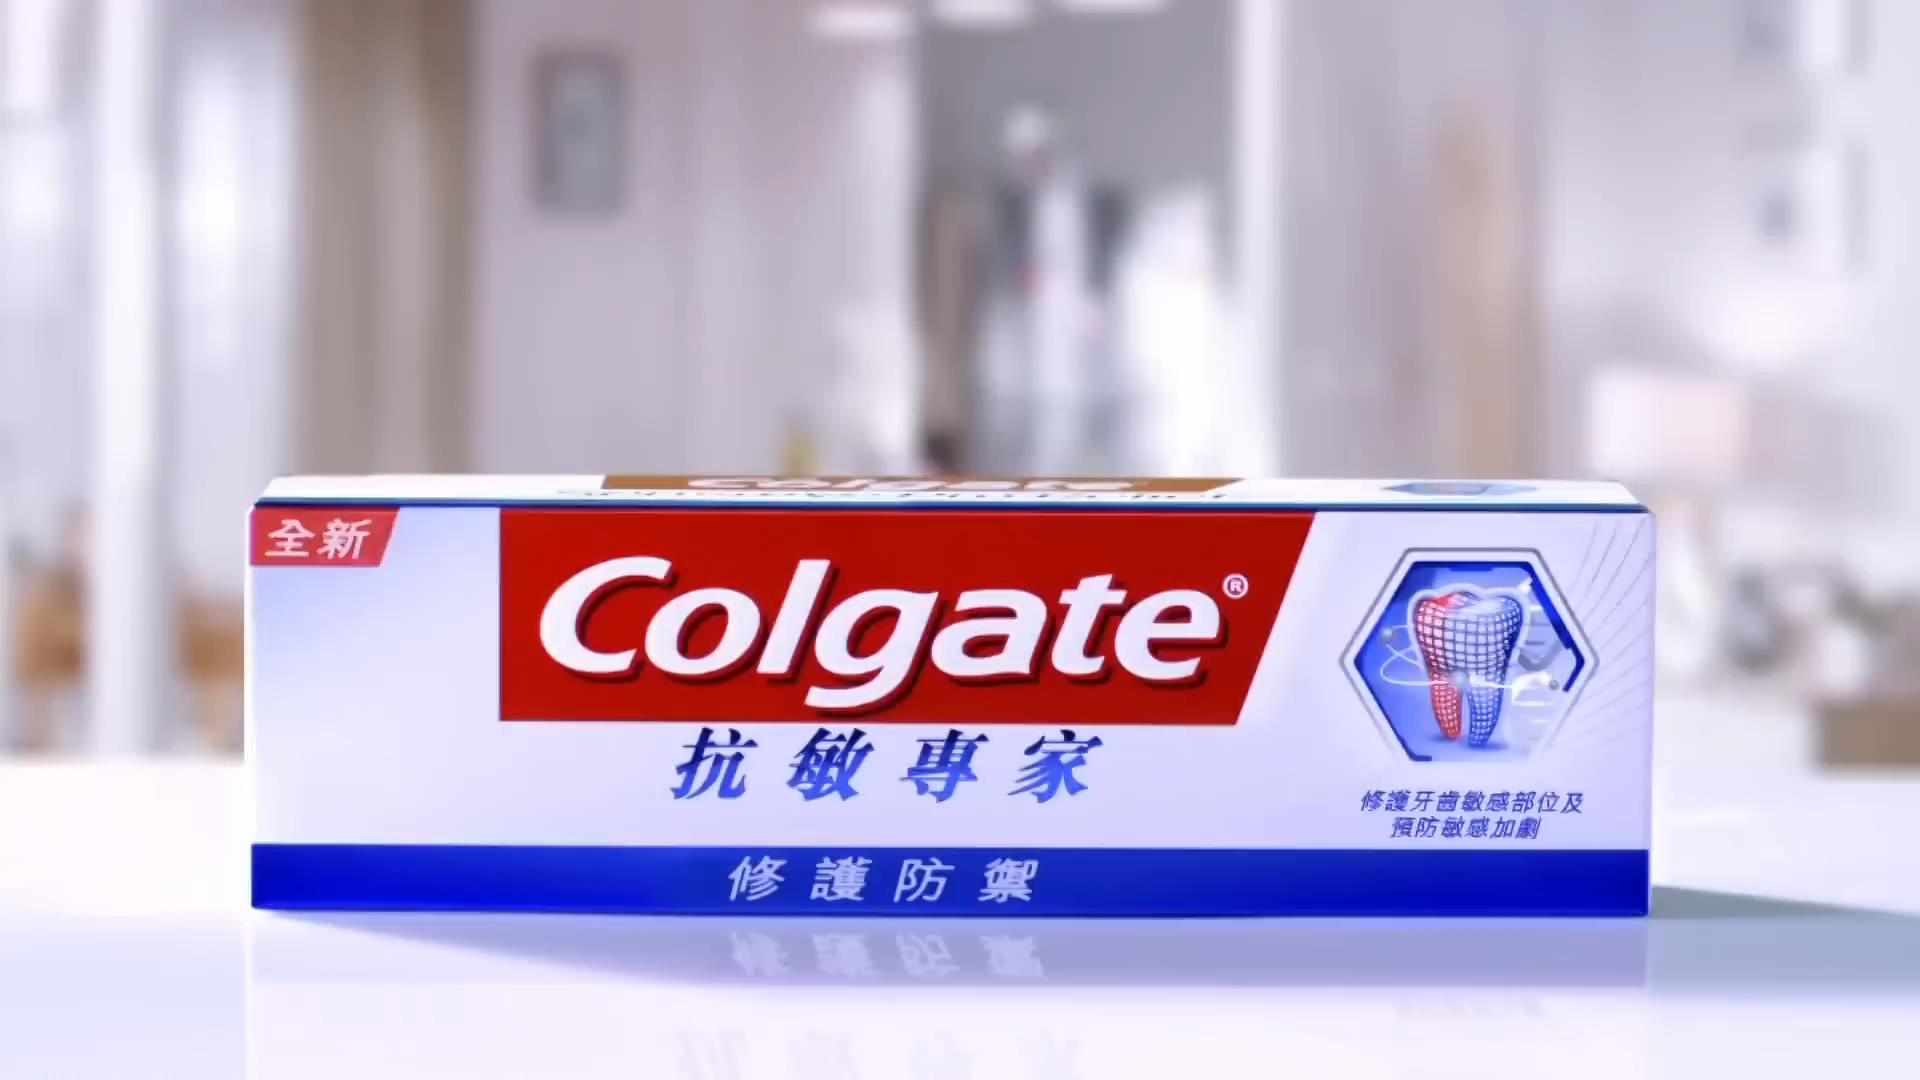 Colgate
全新
Colgate®
抗敏專家
修護牙齒敏感部位及
預防敏感加劇
修護防禦